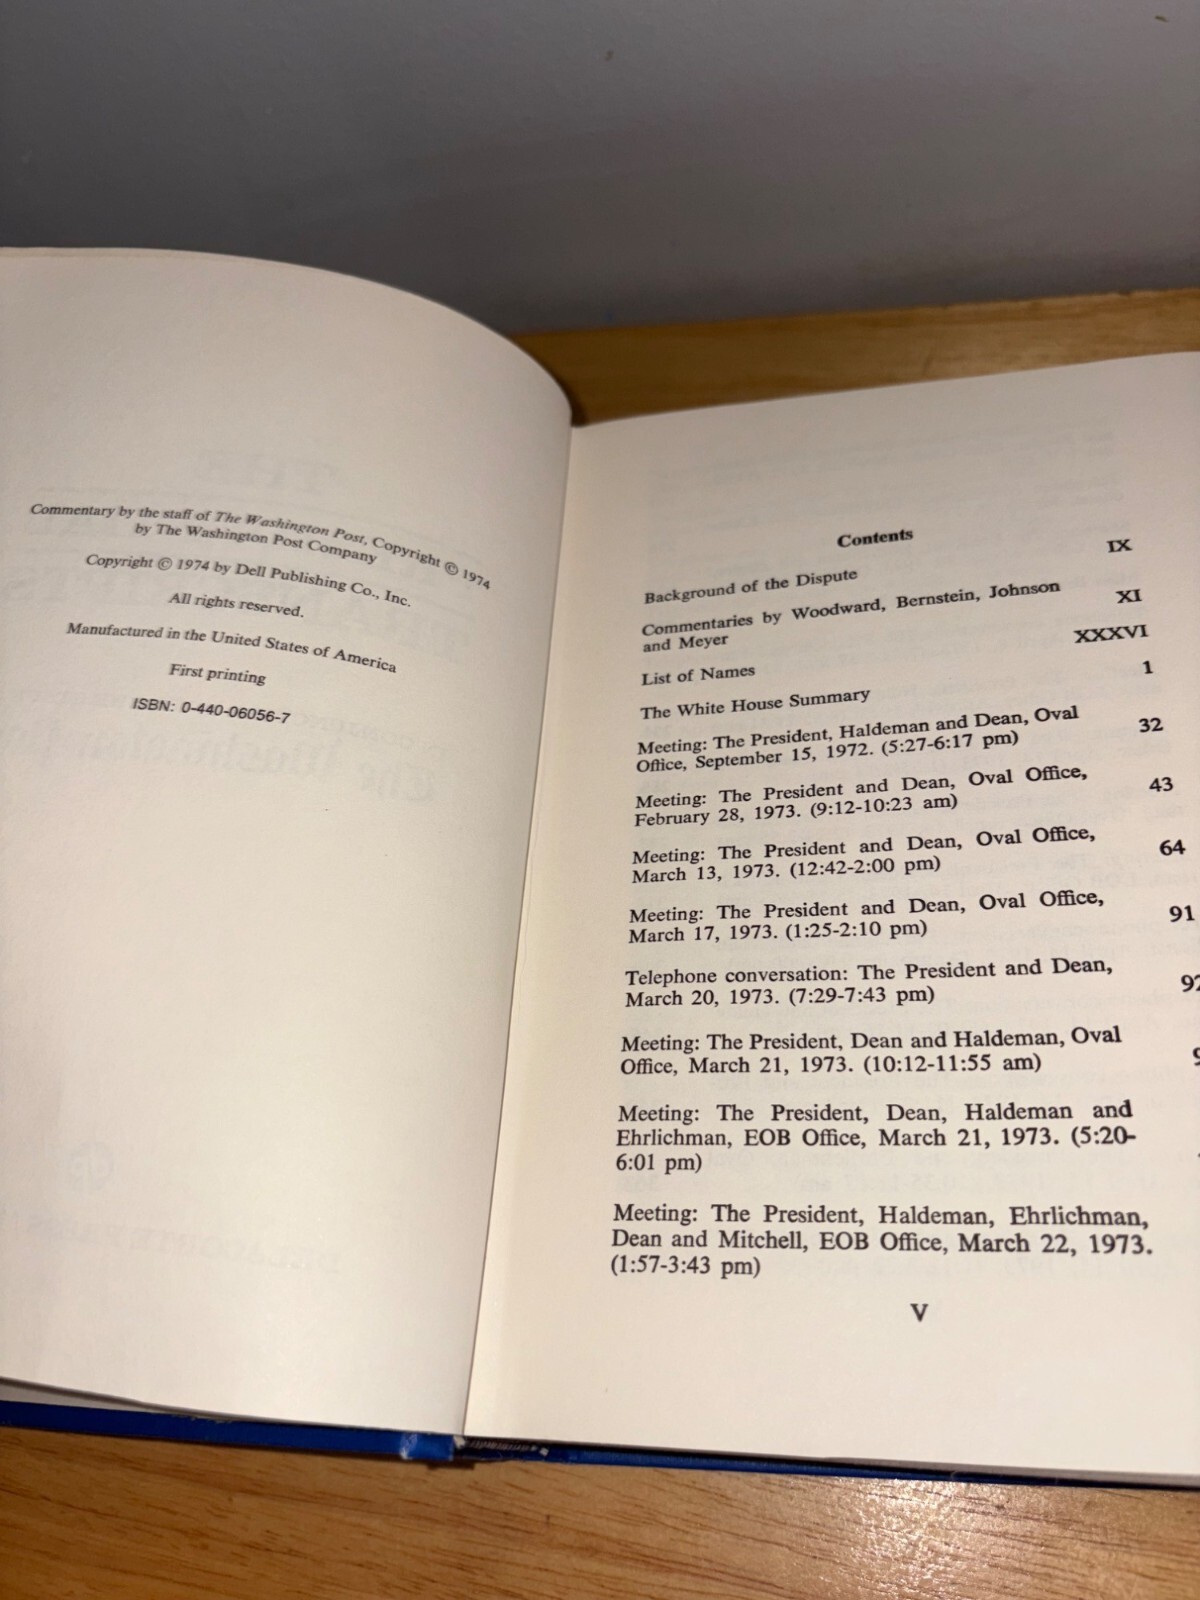 Commentary by the staff of The Washington Post, Copyright © 1974
by The Washington Post Company
Copyright © 1974 by Dell Publishing Co., Inc.
All rights reserved.
Manufactured in the United States of America
First printing
ISBN: 0-440-06056-7
Contents
Background of the Dispute IX
Commentaries by Woodward, Bernstein, Johnson
and Meyer XI
List of Names XXXVI
The White House Summary 1
Meeting: The President, Haldeman and Dean, Oval
Office, September 15, 1972. (5:27-6:17 pm) 32
Meeting: The President and Dean, Oval Office,
February 28, 1973. (9:12-10:23 am) 43
Meeting: The President and Dean, Oval Office,
March 13, 1973. (12:42-2:00 pm) 64
Meeting: The President and Dean, Oval Office,
March 17, 1973. (1:25-2:10 pm) 91
Telephone conversation: The President and Dean,
March 20, 1973. (7:29-7:43 pm)
Meeting: The President, Dean and Haldeman, Oval
Office, March 21, 1973. (10:12-11:55 am)
Meeting: The President, Dean, Haldeman and
Ehrlichman, EOB Office, March 21, 1973. (5:20-
6:01 pm)
Meeting: The President, Haldeman, Ehrlichman,
Dean and Mitchell, EOB Office, March 22, 1973.
(1:57-3:43 pm)
V